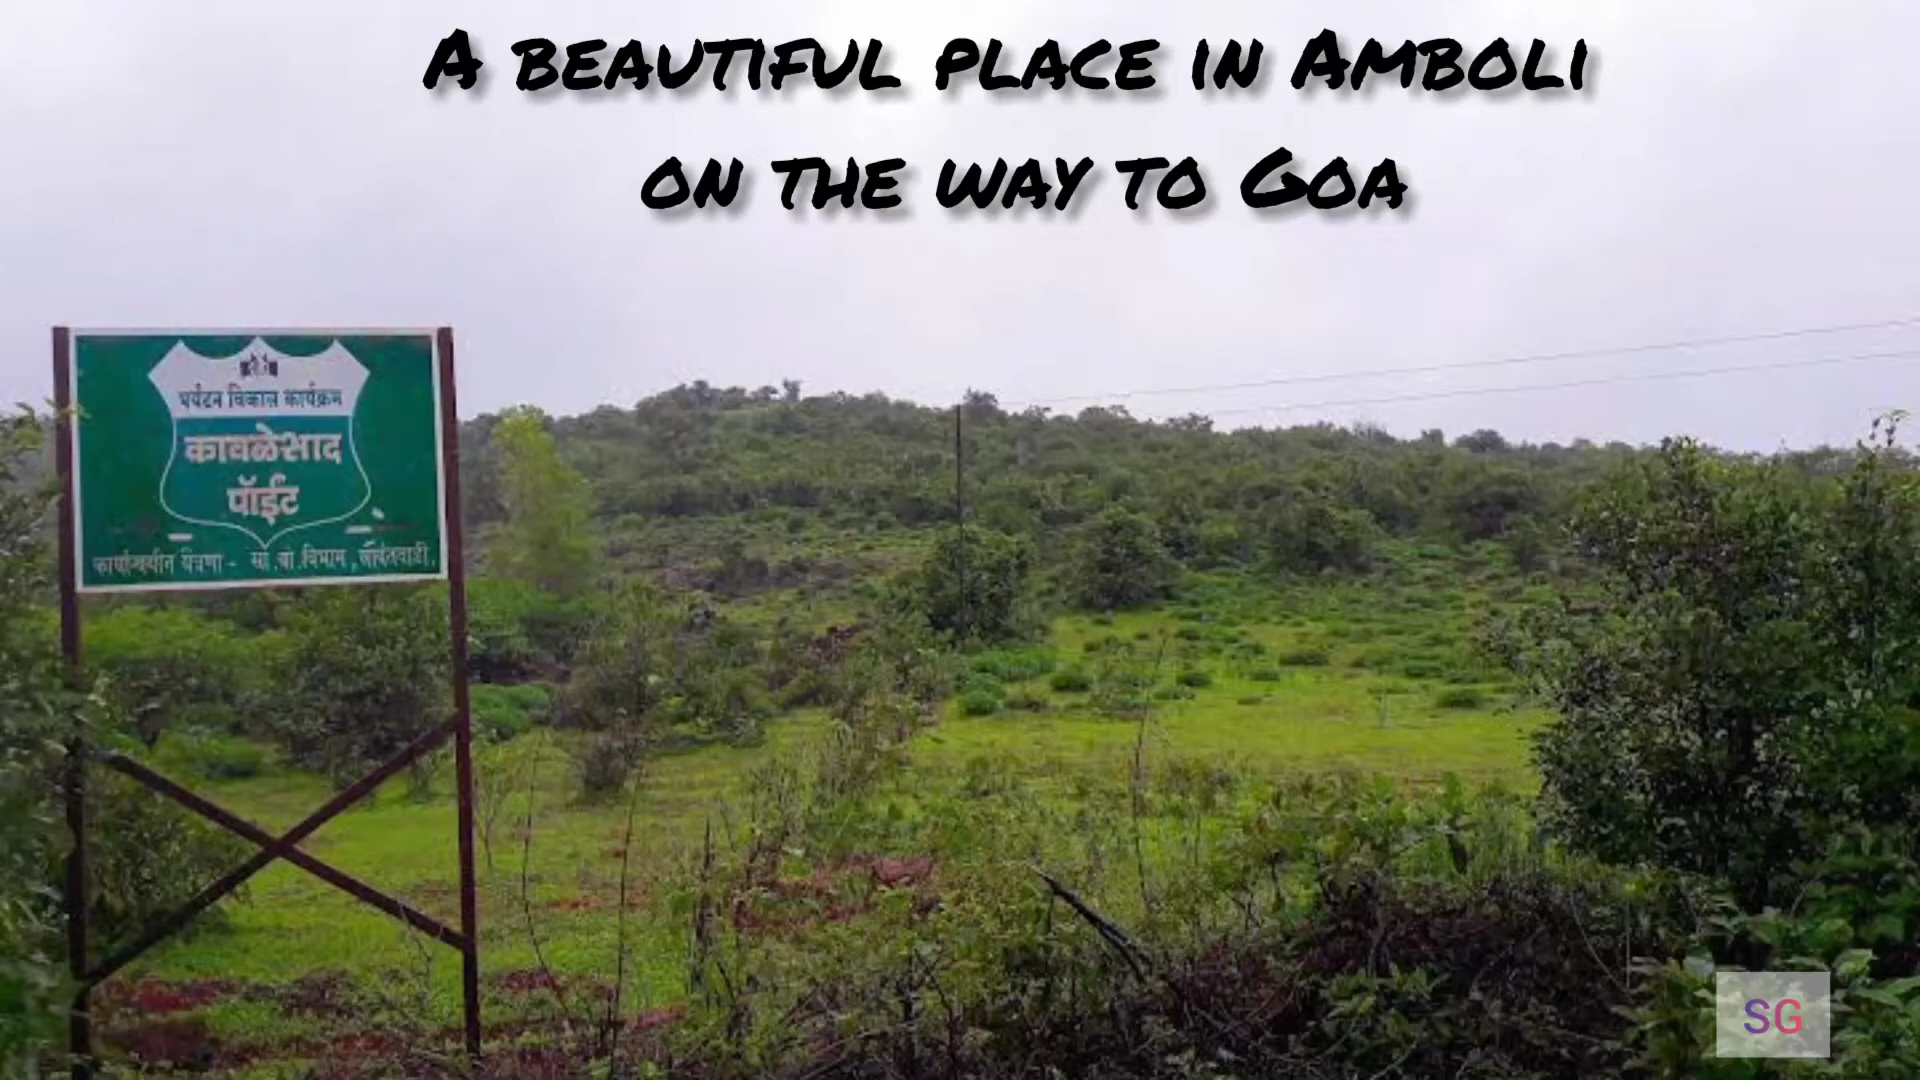 A BEAUTIFUL PLACE IN AMBOLI
ON THE WAY TO GOA
पर्यटन विकास कार्यक्रम
कावळेशाद
पॉईंट
कार्यान्वयीन यंत्रणा - सा.बां.विभाग, सावंतवाडी.
SG